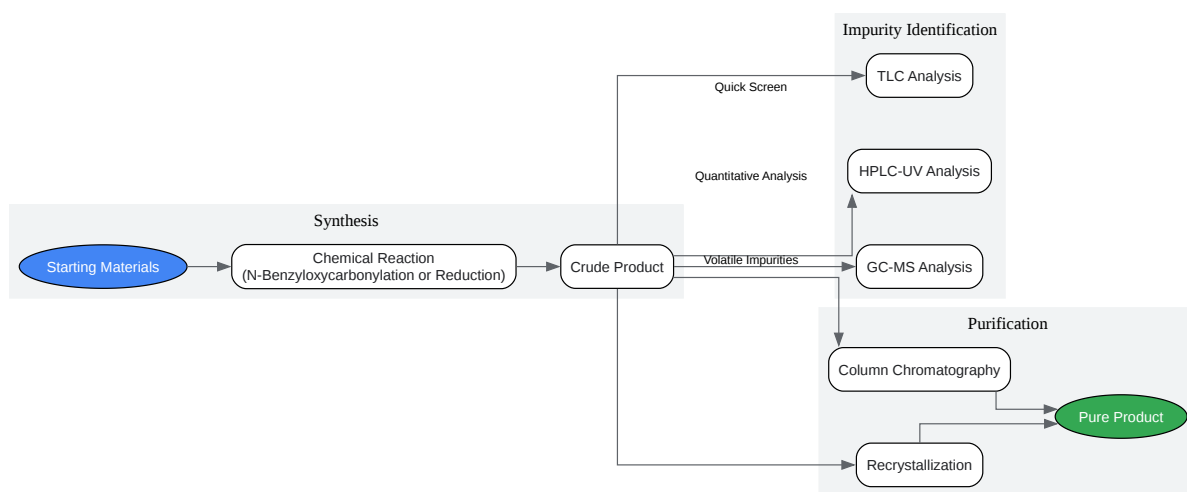 Impurity Identification
TLC Analysis
Quick Screen
HPLC-UV Analysis
Quantitative Analysis
Synthesis
Starting Materials
Chemical Reaction
(N-Benzyloxycarbonylation or Reduction)
Crude Product
Volatile Impurities
GC-MS Analysis
Purification
Column Chromatography
Pure Product
Recrystallization